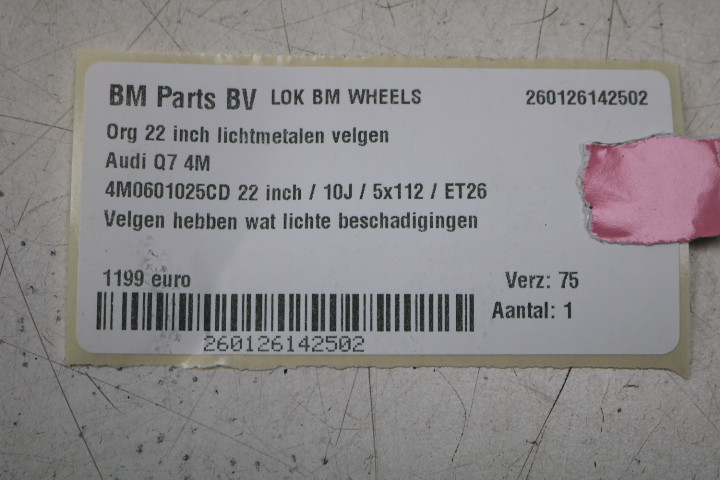 BM Parts BV LOK BM WHEELS 260126142502
Org 22 inch lichtmetalen velgen
Audi Q7 4M
4M0601025CD 22 inch / 10J / 5x112 / ET26
Velgen hebben wat lichte beschadigingen
1199 euro Verz: 75
Aantal: 1
260126142502